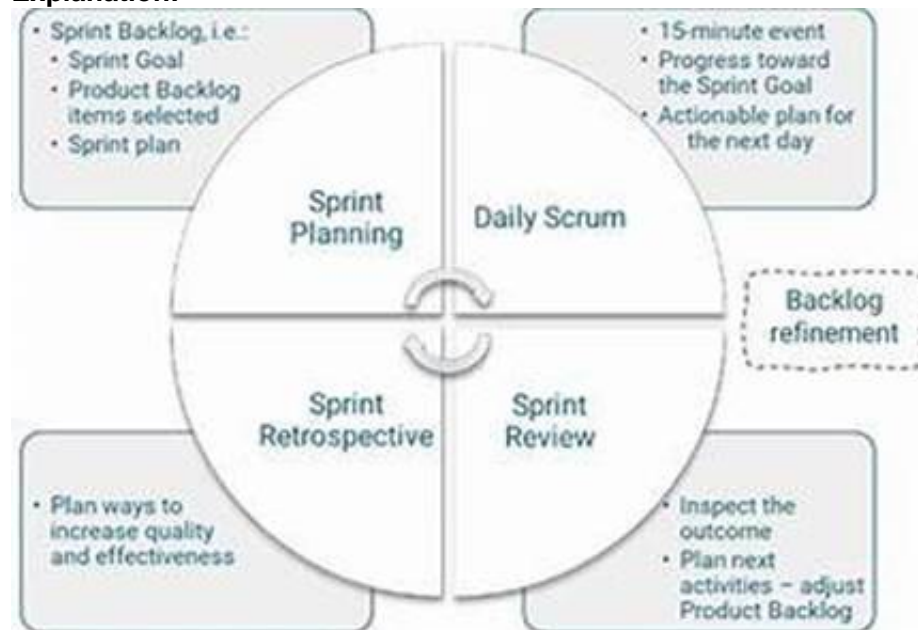 Explanation:
• Sprint Backlog, i.e.:
• Sprint Goal
• Product Backlog
items selected
• Sprint plan
• 15-minute event
• Progress toward
the Sprint Goal
• Actionable plan for
the next day
Sprint
Planning
Daily Scrum
Backlog
refinement
Sprint
Retrospective
Sprint
Review
• Plan ways to
increase quality
and effectiveness
• Inspect the
outcome
• Plan next
activities – adjust
Product Backlog